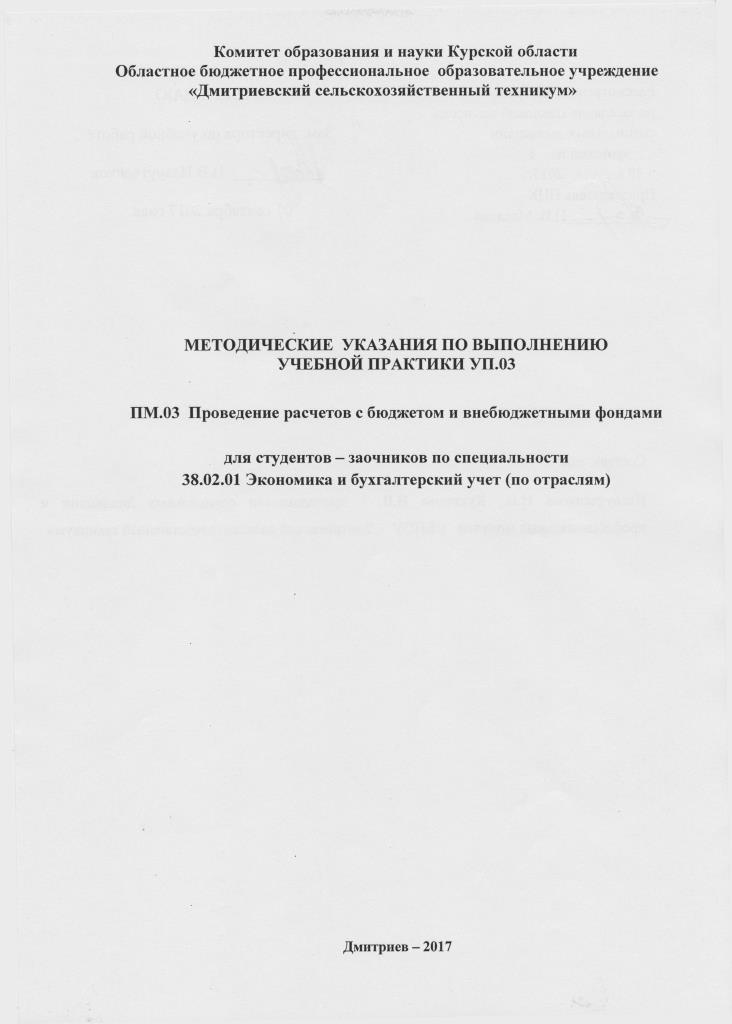 Комитет образования и науки Курской области
Областное бюджетное профессиональное образовательное учреждение
«Дмитриевский сельскохозяйственный техникум»
МЕТОДИЧЕСКИЕ УКАЗАНИЯ ПО ВЫПОЛНЕНИЮ
УЧЕБНОЙ ПРАКТИКИ УП.03
ПМ.03 Проведение расчетов с бюджетом и внебюджетными фондами
для студентов – заочников по специальности
38.02.01 Экономика и бухгалтерский учет (по отраслям)
Дмитриев – 2017